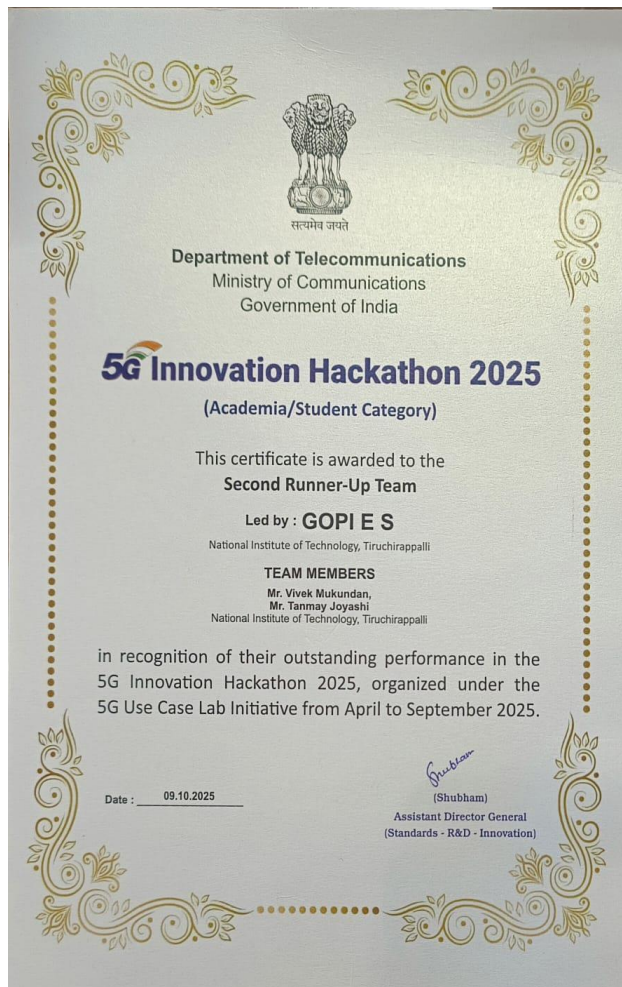 सत्यमेव जयते
Department of Telecommunications
Ministry of Communications
Government of India
5G Innovation Hackathon 2025
(Academia/Student Category)
This certificate is awarded to the
Second Runner-Up Team
Led by : GOPI E S
National Institute of Technology, Tiruchirappalli
TEAM MEMBERS
Mr. Vivek Mukundan,
Mr. Tanmay Joyashi
National Institute of Technology, Tiruchirappalli
in recognition of their outstanding performance in the
5G Innovation Hackathon 2025, organized under the
5G Use Case Lab Initiative from April to September 2025.
Shubham
Date : 09.10.2025
(Shubham)
Assistant Director General
(Standards - R&D - Innovation)